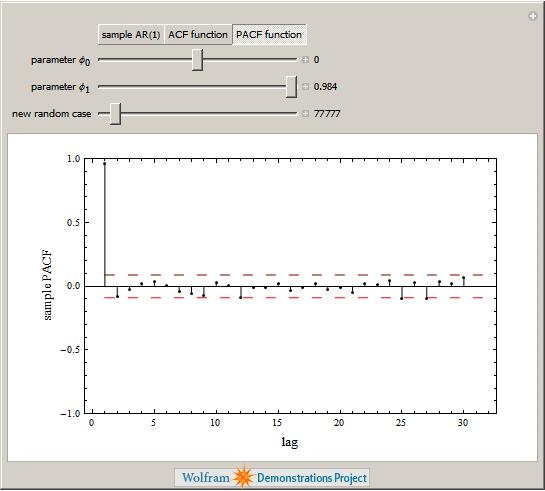 sample AR(1) ACF function PACF function
parameter ϕ0 0
parameter ϕ1 0.984
new random case 77777
1.0
0.5
0.0
−0.5
−1.0
sample PACF
0 5 10 15 20 25 30
lag
Wolfram Demonstrations Project